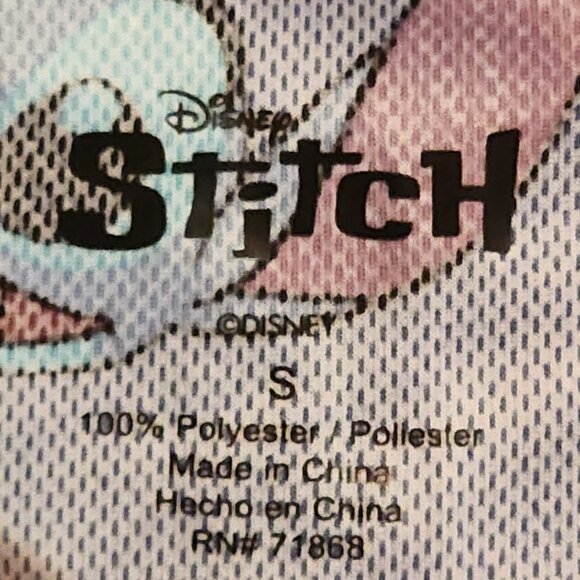 Disney
Stitch
©DISNEY
S
100% Polyester / Poliester
Made in China
Hecho en China
RN# 71868